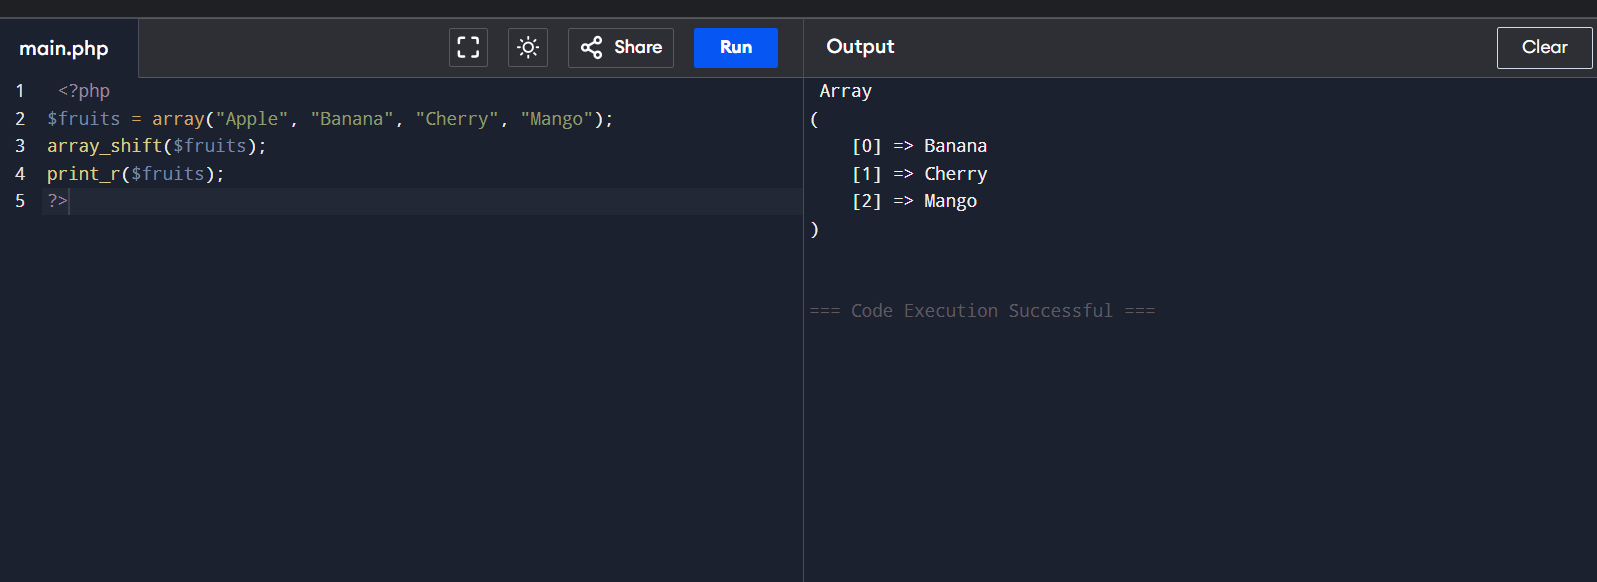 main.php
Share
Run
Output
Clear
1 <?php
2 $fruits = array("Apple", "Banana", "Cherry", "Mango");
3 array_shift($fruits);
4 print_r($fruits);
5 ?>
Array
(
[0] => Banana
[1] => Cherry
[2] => Mango
)
=== Code Execution Successful ===